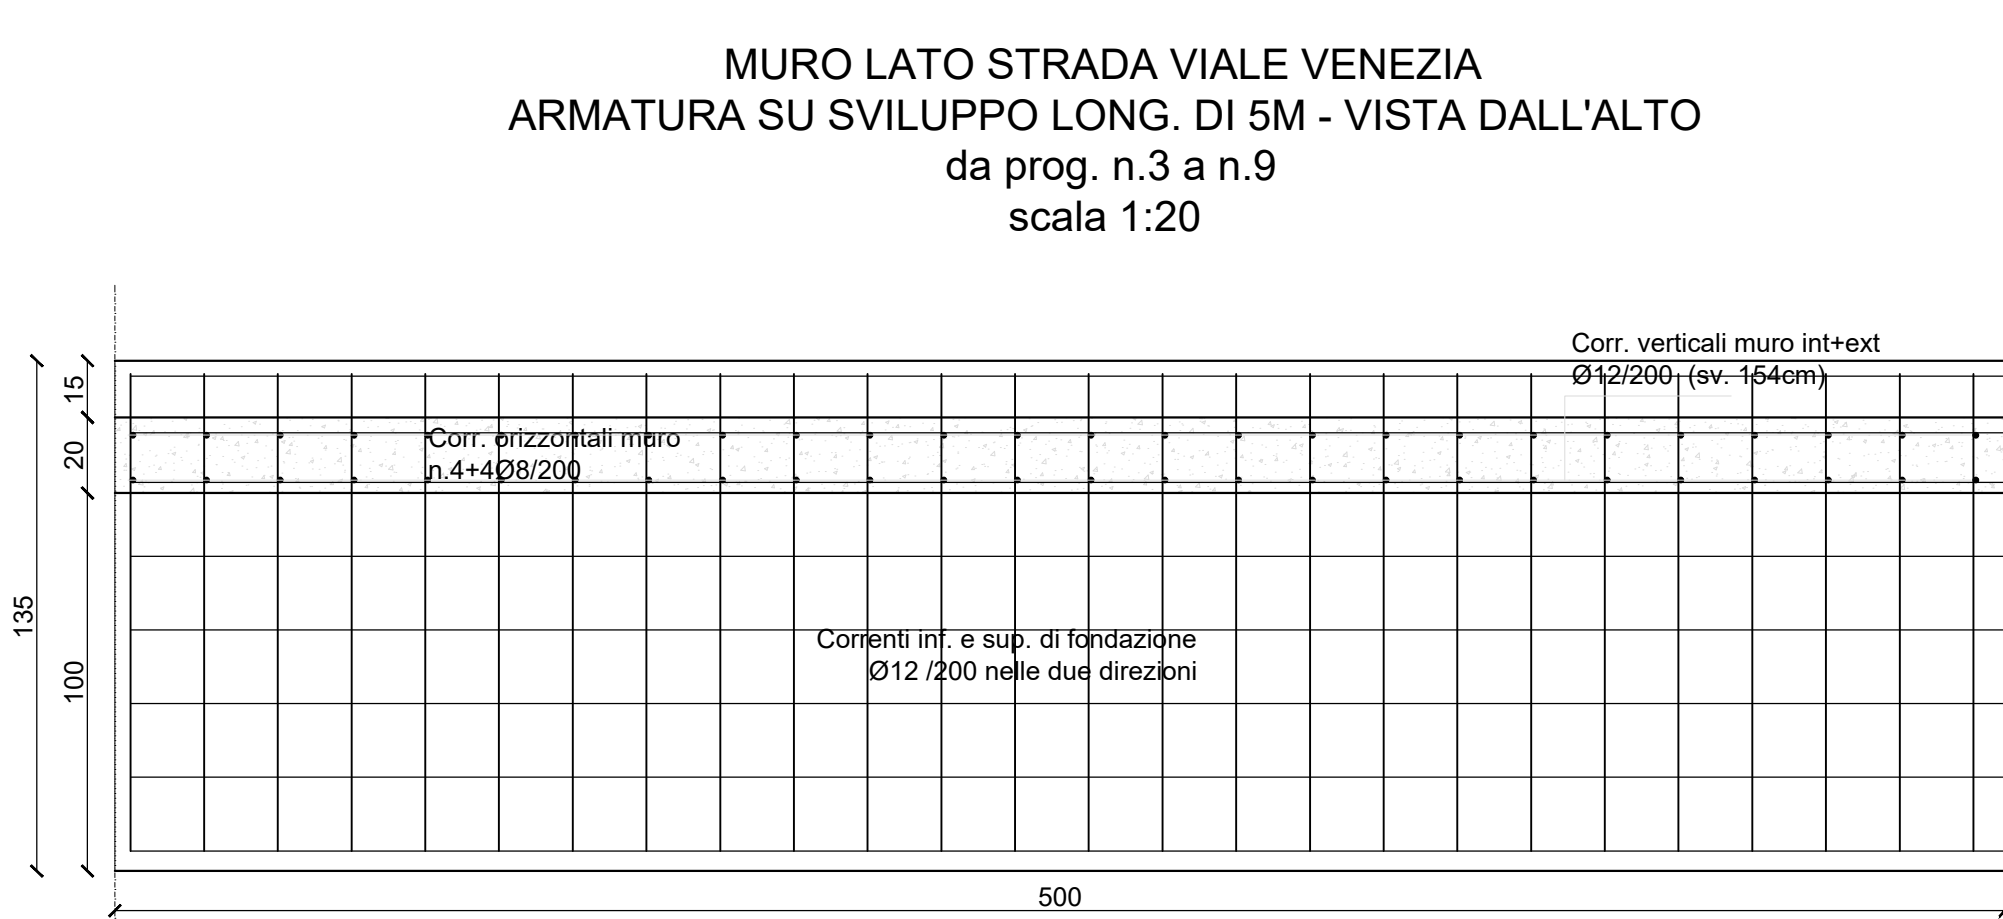 MURO LATO STRADA VIALE VENEZIA
ARMATURA SU SVILUPPO LONG. DI 5M - VISTA DALL'ALTO
da prog. n.3 a n.9
scala 1:20
Corr. verticali muro int+ext
Ø12/200 (sv. 154cm)
15
Corr. orizzontali muro
n.4+4Ø8/200
20
135
Correnti inf. e sup. di fondazione
Ø12 /200 nelle due direzioni
100
500